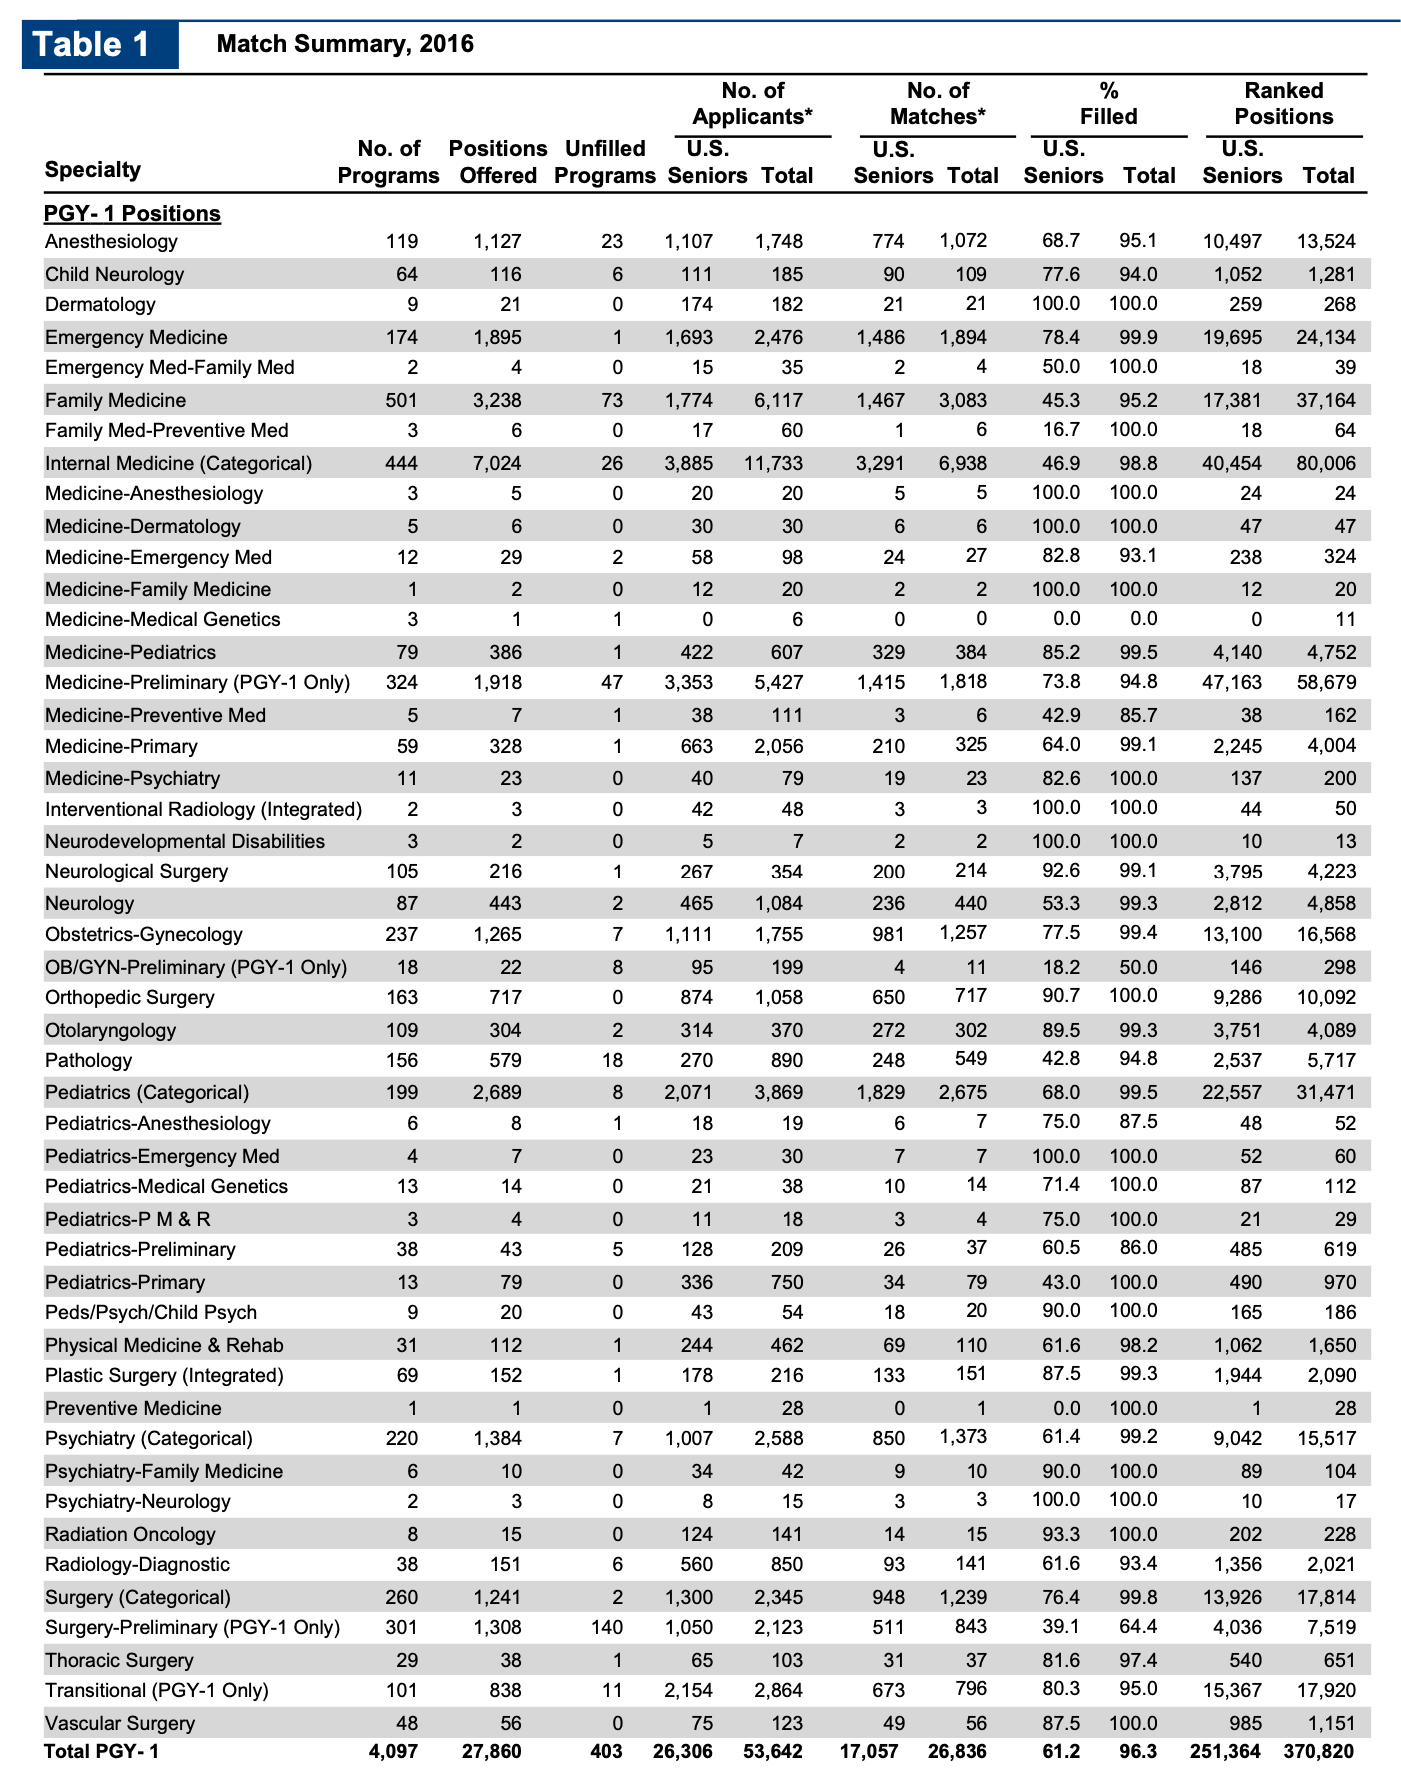 Table 1 Match Summary, 2016
No. of No. of % Ranked
Applicants* Matches* Filled Positions
No. of Positions Unfilled U.S. U.S. U.S. U.S.
Specialty Programs Offered Programs Seniors Total Seniors Total Seniors Total Seniors Total
PGY- 1 Positions
Anesthesiology 119 1,127 23 1,107 1,748 774 1,072 68.7 95.1 10,497 13,524
Child Neurology 64 116 6 111 185 90 109 77.6 94.0 1,052 1,281
Dermatology 9 21 0 174 182 21 21 100.0 100.0 259 268
Emergency Medicine 174 1,895 1 1,693 2,476 1,486 1,894 78.4 99.9 19,695 24,134
Emergency Med-Family Med 2 4 0 15 35 2 4 50.0 100.0 18 39
Family Medicine 501 3,238 73 1,774 6,117 1,467 3,083 45.3 95.2 17,381 37,164
Family Med-Preventive Med 3 6 0 17 60 1 6 16.7 100.0 18 64
Internal Medicine (Categorical) 444 7,024 26 3,885 11,733 3,291 6,938 46.9 98.8 40,454 80,006
Medicine-Anesthesiology 3 5 0 20 20 5 5 100.0 100.0 24 24
Medicine-Dermatology 5 6 0 30 30 6 6 100.0 100.0 47 47
Medicine-Emergency Med 12 29 2 58 98 24 27 82.8 93.1 238 324
Medicine-Family Medicine 1 2 0 12 20 2 2 100.0 100.0 12 20
Medicine-Medical Genetics 3 1 1 0 6 0 0 0.0 0.0 0 11
Medicine-Pediatrics 79 386 1 422 607 329 384 85.2 99.5 4,140 4,752
Medicine-Preliminary (PGY-1 Only) 324 1,918 47 3,353 5,427 1,415 1,818 73.8 94.8 47,163 58,679
Medicine-Preventive Med 5 7 1 38 111 3 6 42.9 85.7 38 162
Medicine-Primary 59 328 1 663 2,056 210 325 64.0 99.1 2,245 4,004
Medicine-Psychiatry 11 23 0 40 79 19 23 82.6 100.0 137 200
Interventional Radiology (Integrated) 2 3 0 42 48 3 3 100.0 100.0 44 50
Neurodevelopmental Disabilities 3 2 0 5 7 2 2 100.0 100.0 10 13
Neurological Surgery 105 216 1 267 354 200 214 92.6 99.1 3,795 4,223
Neurology 87 443 2 465 1,084 236 440 53.3 99.3 2,812 4,858
Obstetrics-Gynecology 237 1,265 7 1,111 1,755 981 1,257 77.5 99.4 13,100 16,568
OB/GYN-Preliminary (PGY-1 Only) 18 22 8 95 199 4 11 18.2 50.0 146 298
Orthopedic Surgery 163 717 0 874 1,058 650 717 90.7 100.0 9,286 10,092
Otolaryngology 109 304 2 314 370 272 302 89.5 99.3 3,751 4,089
Pathology 156 579 18 270 890 248 549 42.8 94.8 2,537 5,717
Pediatrics (Categorical) 199 2,689 8 2,071 3,869 1,829 2,675 68.0 99.5 22,557 31,471
Pediatrics-Anesthesiology 6 8 1 18 19 6 7 75.0 87.5 48 52
Pediatrics-Emergency Med 4 7 0 23 30 7 7 100.0 100.0 52 60
Pediatrics-Medical Genetics 13 14 0 21 38 10 14 71.4 100.0 87 112
Pediatrics-P M & R 3 4 0 11 18 3 4 75.0 100.0 21 29
Pediatrics-Preliminary 38 43 5 128 209 26 37 60.5 86.0 485 619
Pediatrics-Primary 13 79 0 336 750 34 79 43.0 100.0 490 970
Peds/Psych/Child Psych 9 20 0 43 54 18 20 90.0 100.0 165 186
Physical Medicine & Rehab 31 112 1 244 462 69 110 61.6 98.2 1,062 1,650
Plastic Surgery (Integrated) 69 152 1 178 216 133 151 87.5 99.3 1,944 2,090
Preventive Medicine 1 1 0 1 28 0 1 0.0 100.0 1 28
Psychiatry (Categorical) 220 1,384 7 1,007 2,588 850 1,373 61.4 99.2 9,042 15,517
Psychiatry-Family Medicine 6 10 0 34 42 9 10 90.0 100.0 89 104
Psychiatry-Neurology 2 3 0 8 15 3 3 100.0 100.0 10 17
Radiation Oncology 8 15 0 124 141 14 15 93.3 100.0 202 228
Radiology-Diagnostic 38 151 6 560 850 93 141 61.6 93.4 1,356 2,021
Surgery (Categorical) 260 1,241 2 1,300 2,345 948 1,239 76.4 99.8 13,926 17,814
Surgery-Preliminary (PGY-1 Only) 301 1,308 140 1,050 2,123 511 843 39.1 64.4 4,036 7,519
Thoracic Surgery 29 38 1 65 103 31 37 81.6 97.4 540 651
Transitional (PGY-1 Only) 101 838 11 2,154 2,864 673 796 80.3 95.0 15,367 17,920
Vascular Surgery 48 56 0 75 123 49 56 87.5 100.0 985 1,151
Total PGY- 1 4,097 27,860 403 26,306 53,642 17,057 26,836 61.2 96.3 251,364 370,820